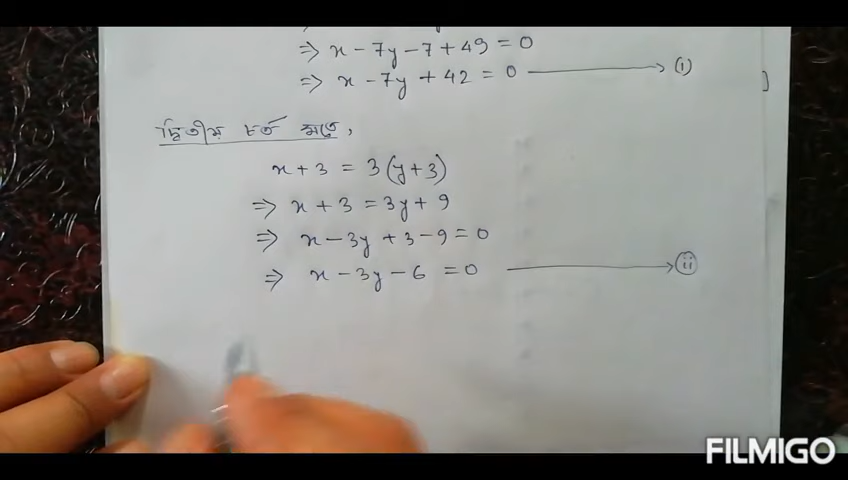 ⇒ x - 7y - 7 + 49 = 0
⇒ x - 7y + 42 = 0 ⟶ (i)
দ্বিতীয় চৰ্ত মতে,
x + 3 = 3(y + 3)
⇒ x + 3 = 3y + 9
⇒ x - 3y + 3 - 9 = 0
⇒ x - 3y - 6 = 0 ⟶ (ii)
FILMIGO